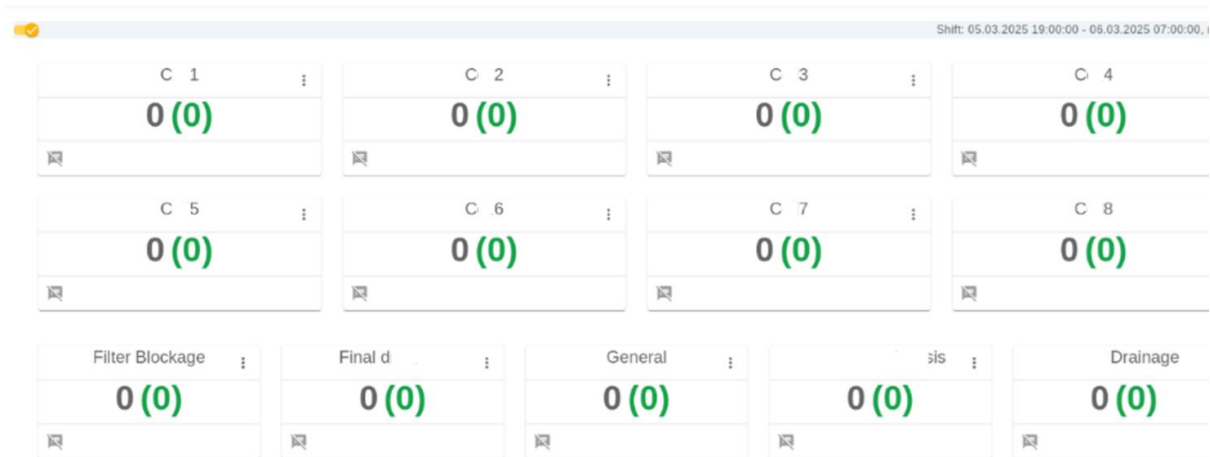 Shift: 05.03.2025 19:00:00 - 06.03.2025 07:00:00,
C 1
C 2
C 3
C 4
0 (0)
0 (0)
0 (0)
0 (0)
C 5
C 6
C 7
C 8
0 (0)
0 (0)
0 (0)
0 (0)
Filter Blockage
Final d
General
sis
Drainage
0 (0)
0 (0)
0 (0)
0 (0)
0 (0)